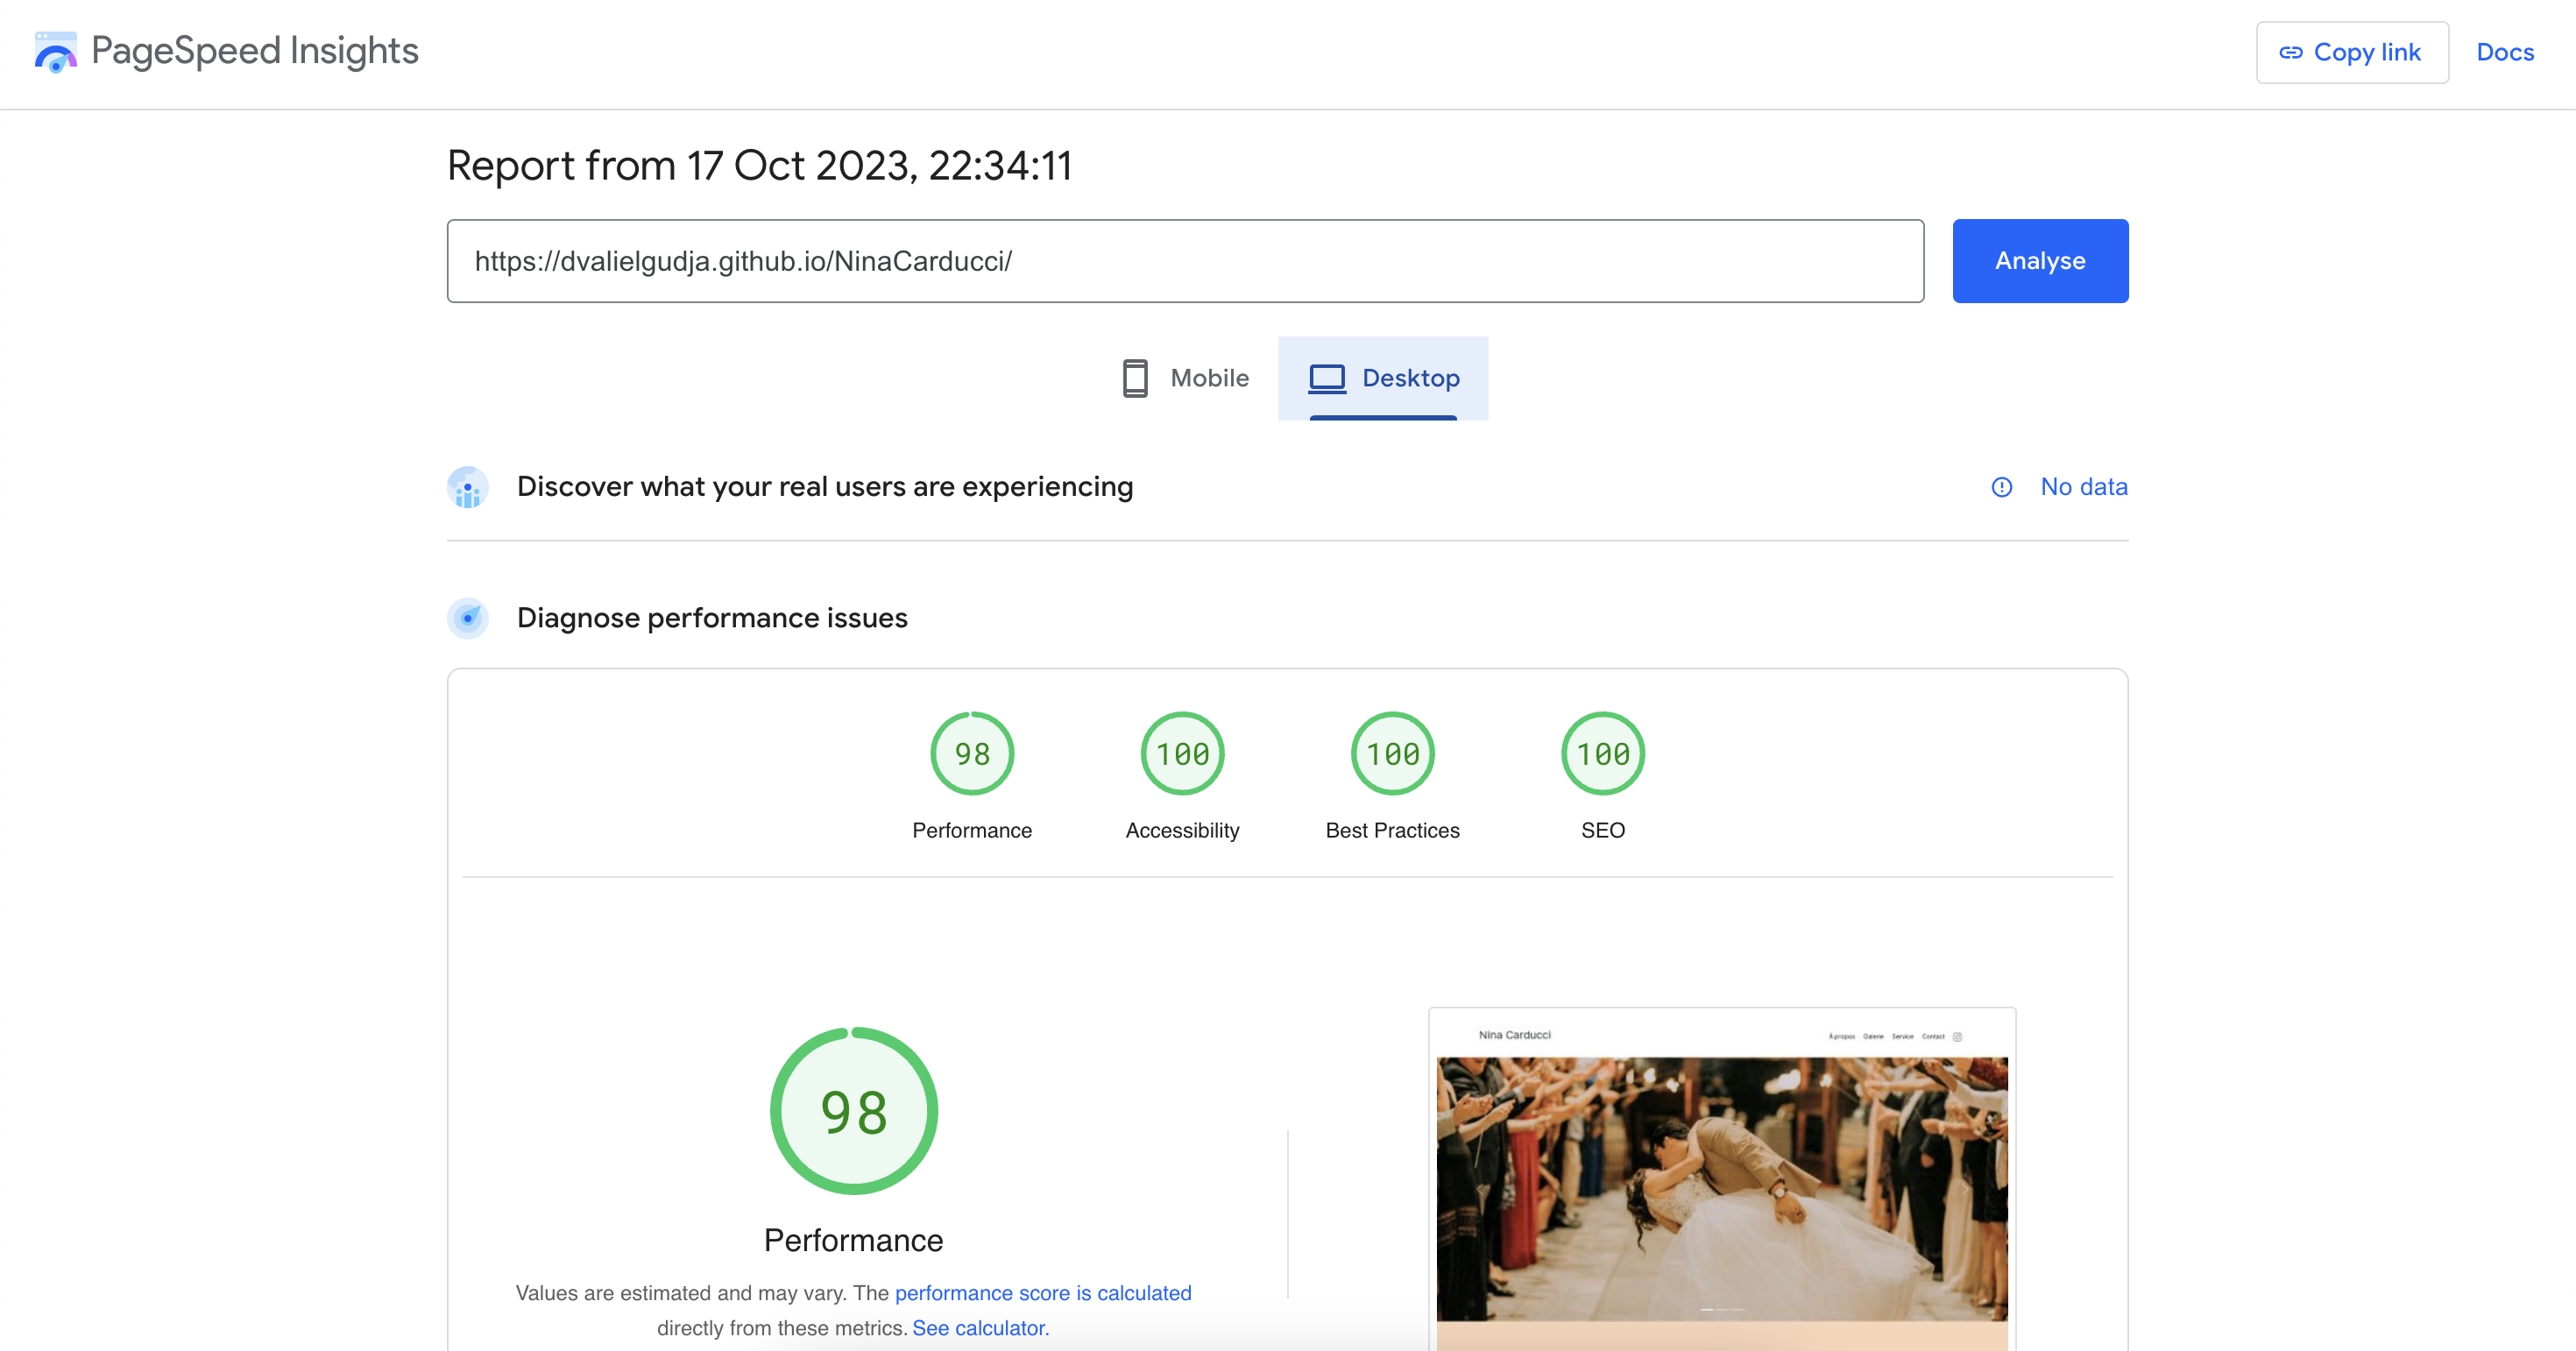 PageSpeed Insights
Copy link
Docs
Report from 17 Oct 2023, 22:34:11
https://dvalielgudja.github.io/NinaCarducci/
Analyse
Mobile
Desktop
Discover what your real users are experiencing
No data
Diagnose performance issues
98
100
100
100
Performance
Accessibility
Best Practices
SEO
98
Performance
Values are estimated and may vary. The performance score is calculated
directly from these metrics. See calculator.
Nina Carducci
À propos
Galerie
Service
Contact